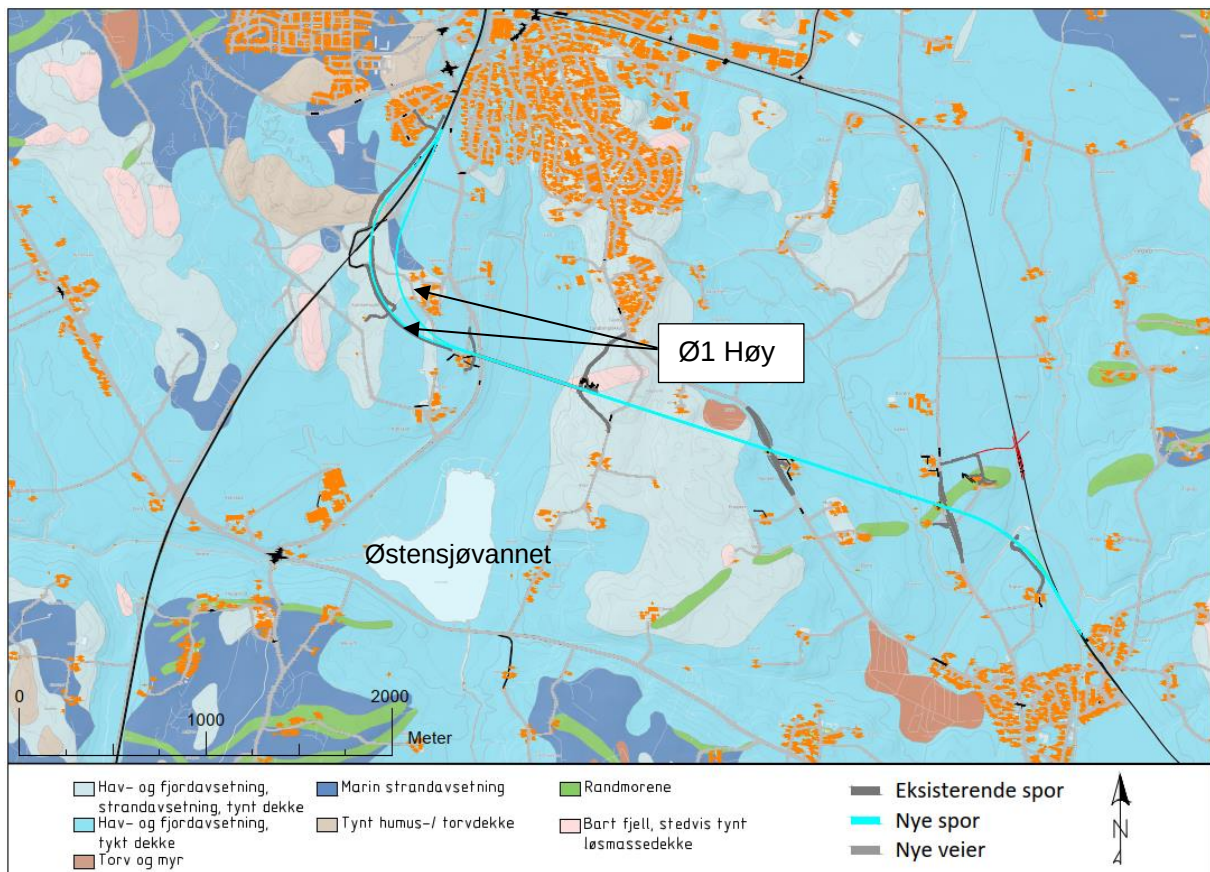 Ø1 Høy
Østensjøvannet
0
1000
2000
Meter
Hav- og fjordavsetning,
strandavsetning, tynt dekke
Hav- og fjordavsetning,
tykt dekke
Torv og myr
Marin strandavsetning
Tynt humus-/ torvdekke
Randmorene
Bart fjell, stedvis tynt
løsmassedekke
Eksisterende spor
Nye spor
Nye veier
N